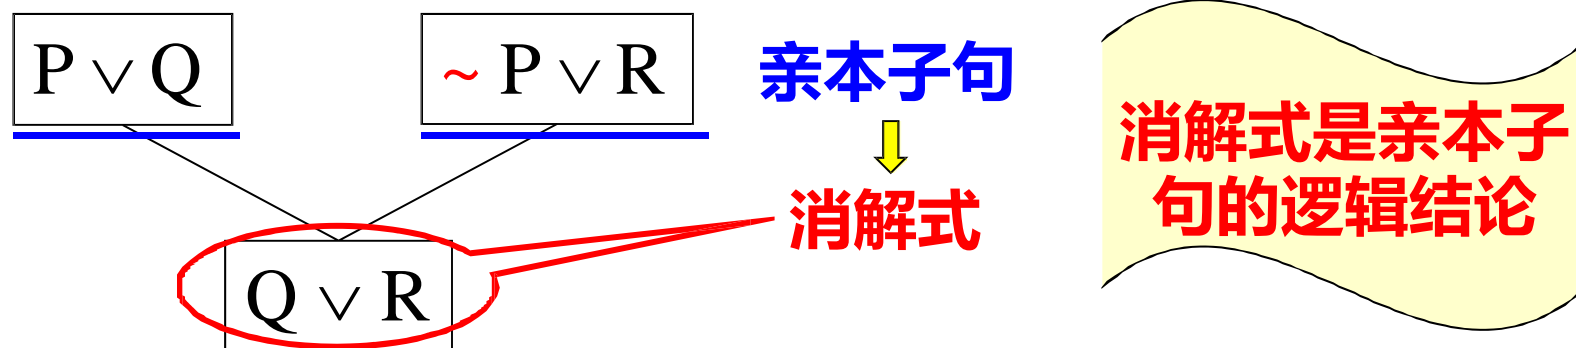 P ∨ Q
~ P ∨ R
亲本子句
消解式
Q ∨ R
消解式是亲本子
句的逻辑结论